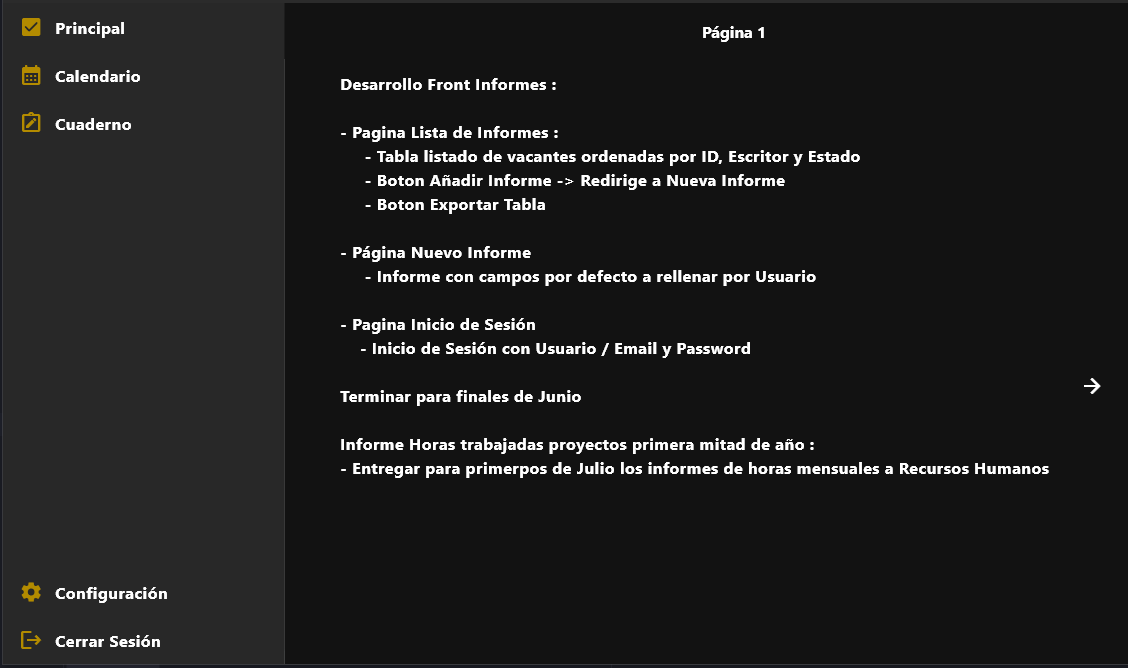 Principal
Calendario
Cuaderno
Configuración
Cerrar Sesión
Página 1
Desarrollo Front Informes :
- Pagina Lista de Informes :
- Tabla listado de vacantes ordenadas por ID, Escritor y Estado
- Boton Añadir Informe -> Redirige a Nueva Informe
- Boton Exportar Tabla
- Página Nuevo Informe
- Informe con campos por defecto a rellenar por Usuario
- Pagina Inicio de Sesión
- Inicio de Sesión con Usuario / Email y Password
Terminar para finales de Junio
Informe Horas trabajadas proyectos primera mitad de año :
- Entregar para primerpos de Julio los informes de horas mensuales a Recursos Humanos